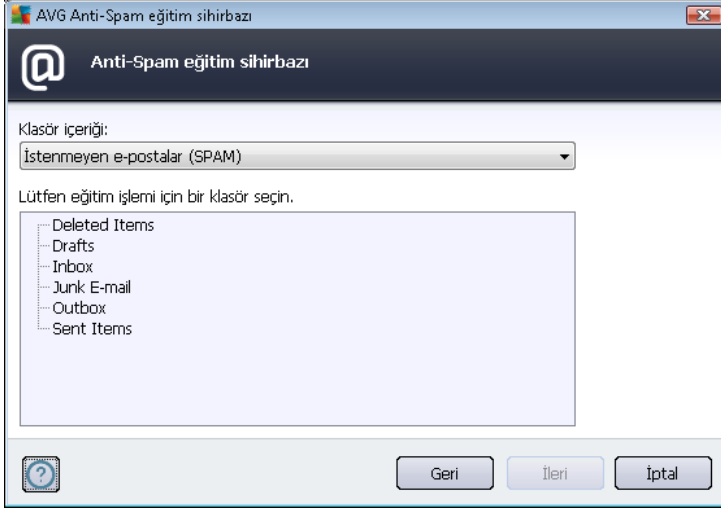 AVG Anti-Spam eğitim sihirbazı
Anti-Spam eğitim sihirbazı
Klasör içeriği:
İstenmeyen e-postalar (SPAM)
Lütfen eğitim işlemi için bir klasör seçin.
Deleted Items
Drafts
Inbox
Junk E-mail
Outbox
Sent Items
Geri
İleri
İptal